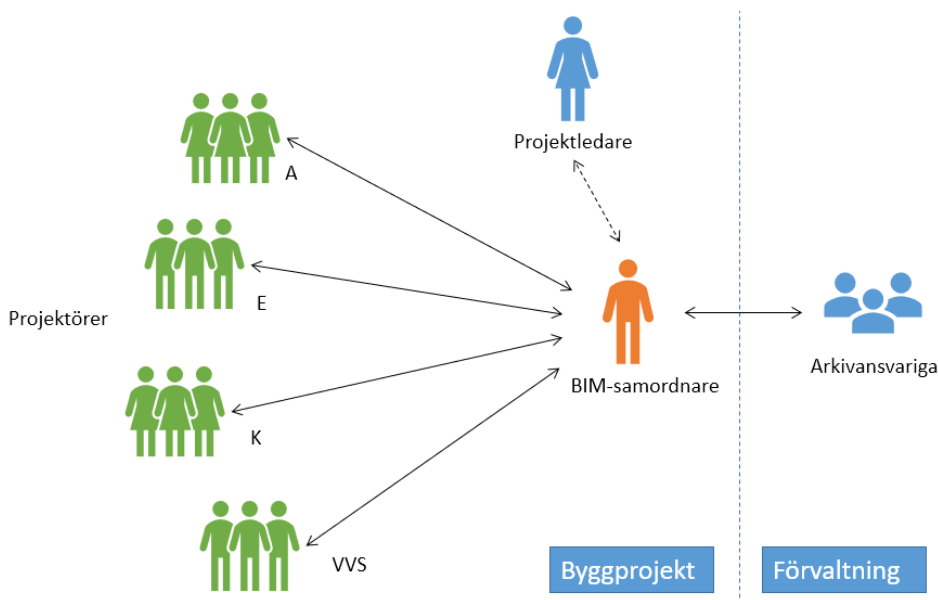 Projektledare
A
E
Projektörer
Arkivansvariga
BIM-samordnare
K
VVS
Byggprojekt
Förvaltning